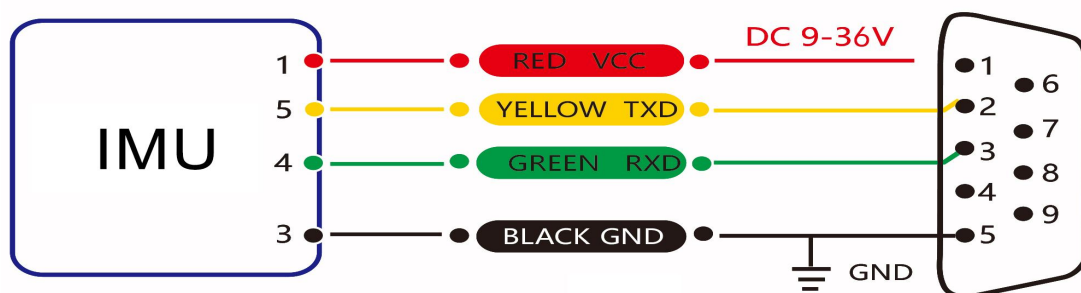 DC 9-36V
1 RED VCC 1
6
5 YELLOW TXD 2
7
IMU
4 GREEN RXD 3
8
4
9
3 BLACK GND 5
GND